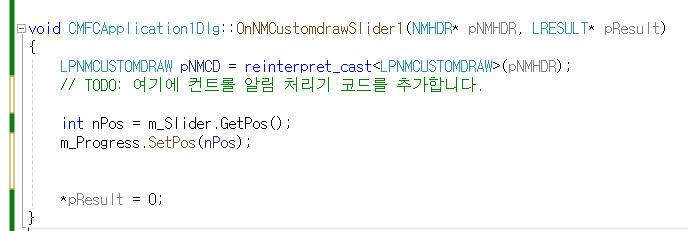 void CMFCApplication1Dlg::OnNMCustomdrawSlider1(NMHDR* pNMHDR, LRESULT* pResult)
{
LPNMCUSTOMDRAW pNMCD = reinterpret_cast<LPNMCUSTOMDRAW>(pNMHDR);
// TODO: 여기에 컨트롤 알림 처리기 코드를 추가합니다.
int nPos = m_Slider.GetPos();
m_Progress.SetPos(nPos);
*pResult = 0;
}